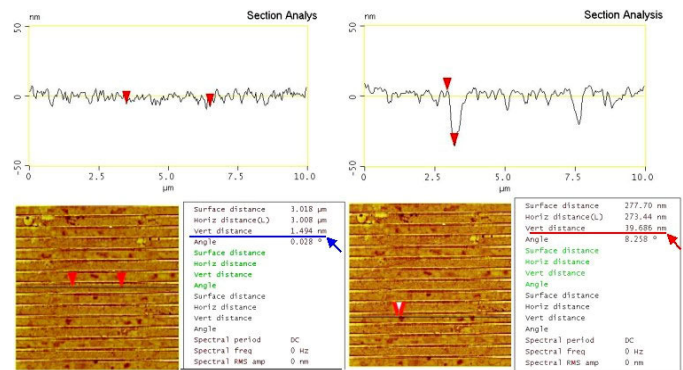 nm
Section Analys
50
0
-50
0
2.5
5.0
7.5
10.0
µm
nm
Section Analysis
50
0
-50
0
2.5
5.0
7.5
10.0
µm
Surface distance 3.018 µm
Horiz distance(L) 3.008 µm
Vert distance 1.494 nm
Angle 0.028 °
Surface distance
Horiz distance
Vert distance
Angle
Surface distance
Horiz distance
Vert distance
Angle
Spectral period DC
Spectral freq 0 Hz
Spectral RMS amp 0 nm
Surface distance 277.70 nm
Horiz distance(L) 273.44 nm
Vert distance 39.686 nm
Angle 8.258 °
Surface distance
Horiz distance
Vert distance
Angle
Surface distance
Horiz distance
Vert distance
Angle
Spectral period DC
Spectral freq 0 Hz
Spectral RMS amp 0 nm